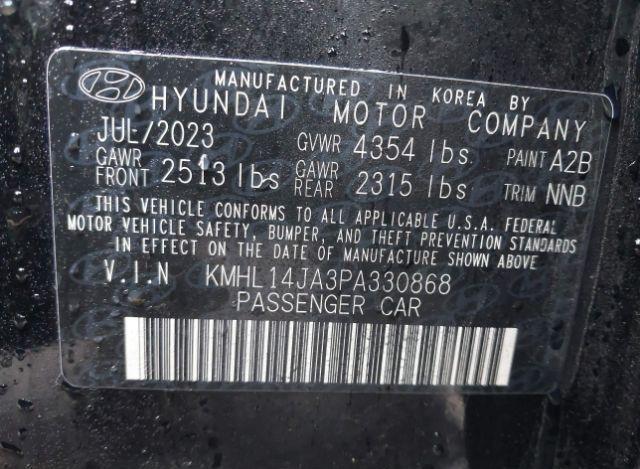 MANUFACTURED IN KOREA BY
HYUNDAI MOTOR COMPANY
JUL/2023 GVWR 4354 lbs. PAINT A2B
GAWR FRONT 2513 lbs GAWR REAR 2315 lbs TRIM NNB
THIS VEHICLE CONFORMS TO ALL APPLICABLE U.S.A. FEDERAL
MOTOR VEHICLE SAFETY, BUMPER, AND THEFT PREVENTION
STANDARDS IN EFFECT ON THE DATE OF MANUFACTURE SHOWN ABOVE.
V.I.N KMHL14JA3PA330868
PASSENGER CAR